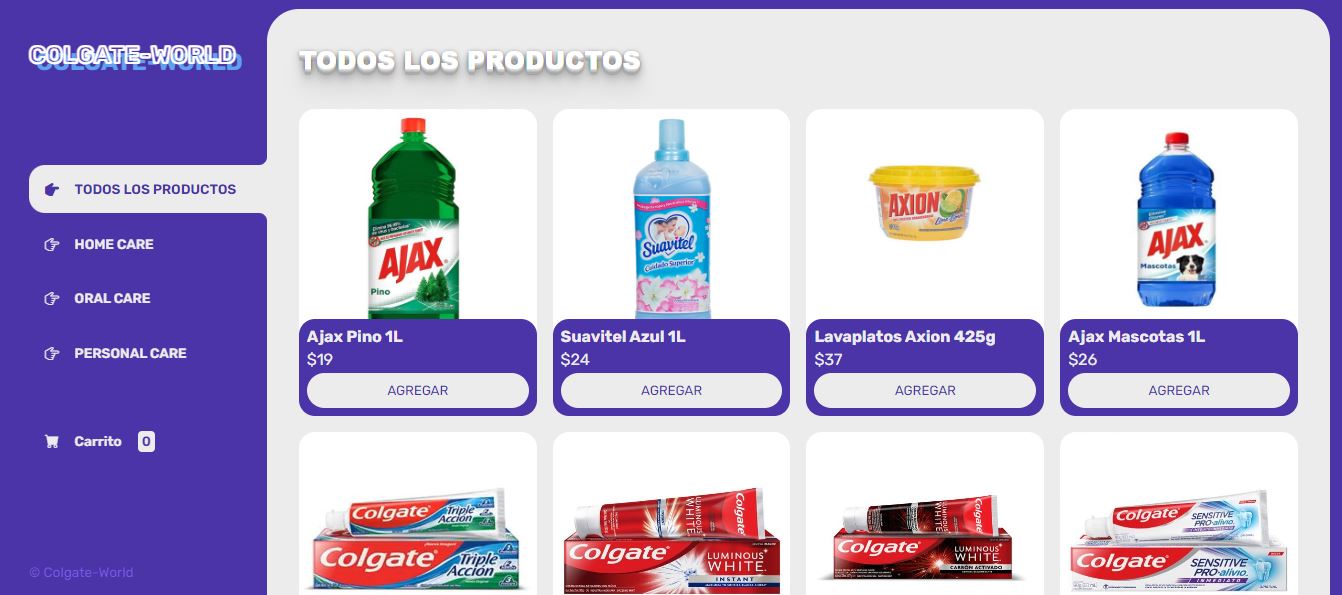 COLGATE-WORLD
TODOS LOS PRODUCTOS
HOME CARE
ORAL CARE
PERSONAL CARE
Carrito 0
© Colgate-World
TODOS LOS PRODUCTOS
AJAX
Pino
Suavitel
Cuidado Superior
AXION
AJAX
Mascotas
Ajax Pino 1L
$19
AGREGAR
Suavitel Azul 1L
$24
AGREGAR
Lavaplatos Axion 425g
$37
AGREGAR
Ajax Mascotas 1L
$26
AGREGAR
Colgate Triple
Acción
Colgate Triple
Acción
Colgate
LUMINOUS
WHITE
Colgate LUMINOUS
WHITE
INSTANT
Colgate
LUMINOUS
WHITE
Colgate LUMINOUS
WHITE
CARBÓN ACTIVADO
Colgate SENSITIVE
PRO-alivio
Colgate SENSITIVE
PRO-alivio
INMEDIATO